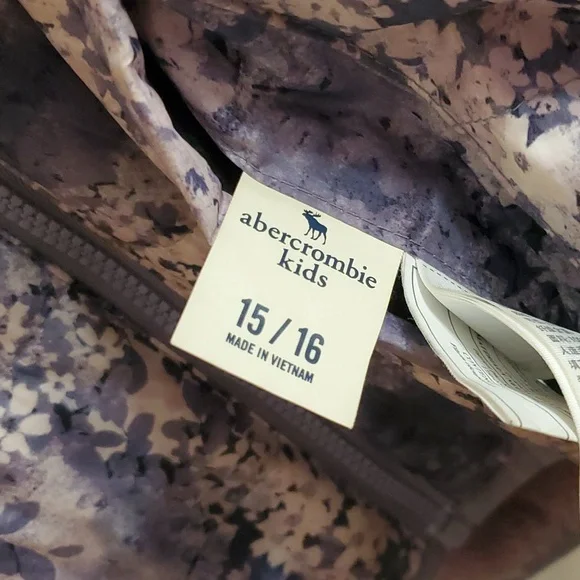 abercrombie
kids
15 / 16
MADE IN VIETNAM